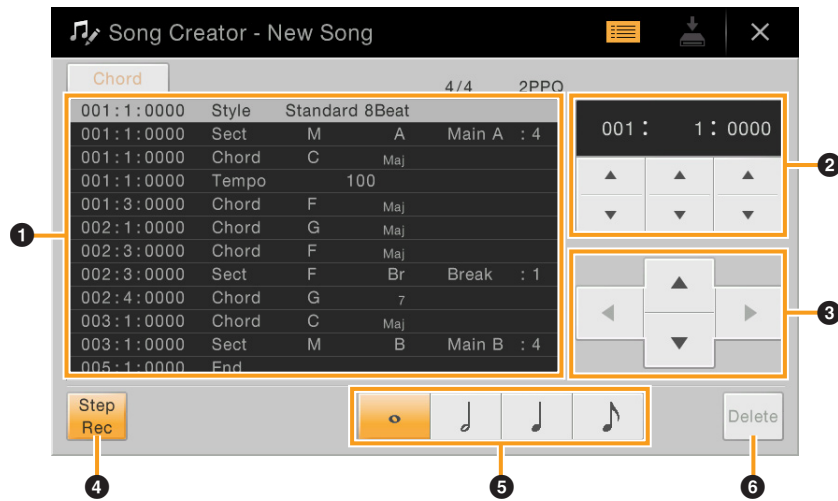 Song Creator - New Song
Chord 4/4 2PPQ
001:1:0000 Style Standard 8Beat
001:1:0000 Sect M A Main A : 4
001:1:0000 Chord C Maj
001:1:0000 Tempo 100
001:3:0000 Chord F Maj
002:1:0000 Chord G Maj
002:3:0000 Chord F Maj
002:3:0000 Sect F Br Break : 1
002:4:0000 Chord G 7
003:1:0000 Chord C Maj
003:1:0000 Sect M B Main B : 4
005:1:0000 End
001: 1: 0000
1
2
3
Step
Rec
Delete
4
5
6